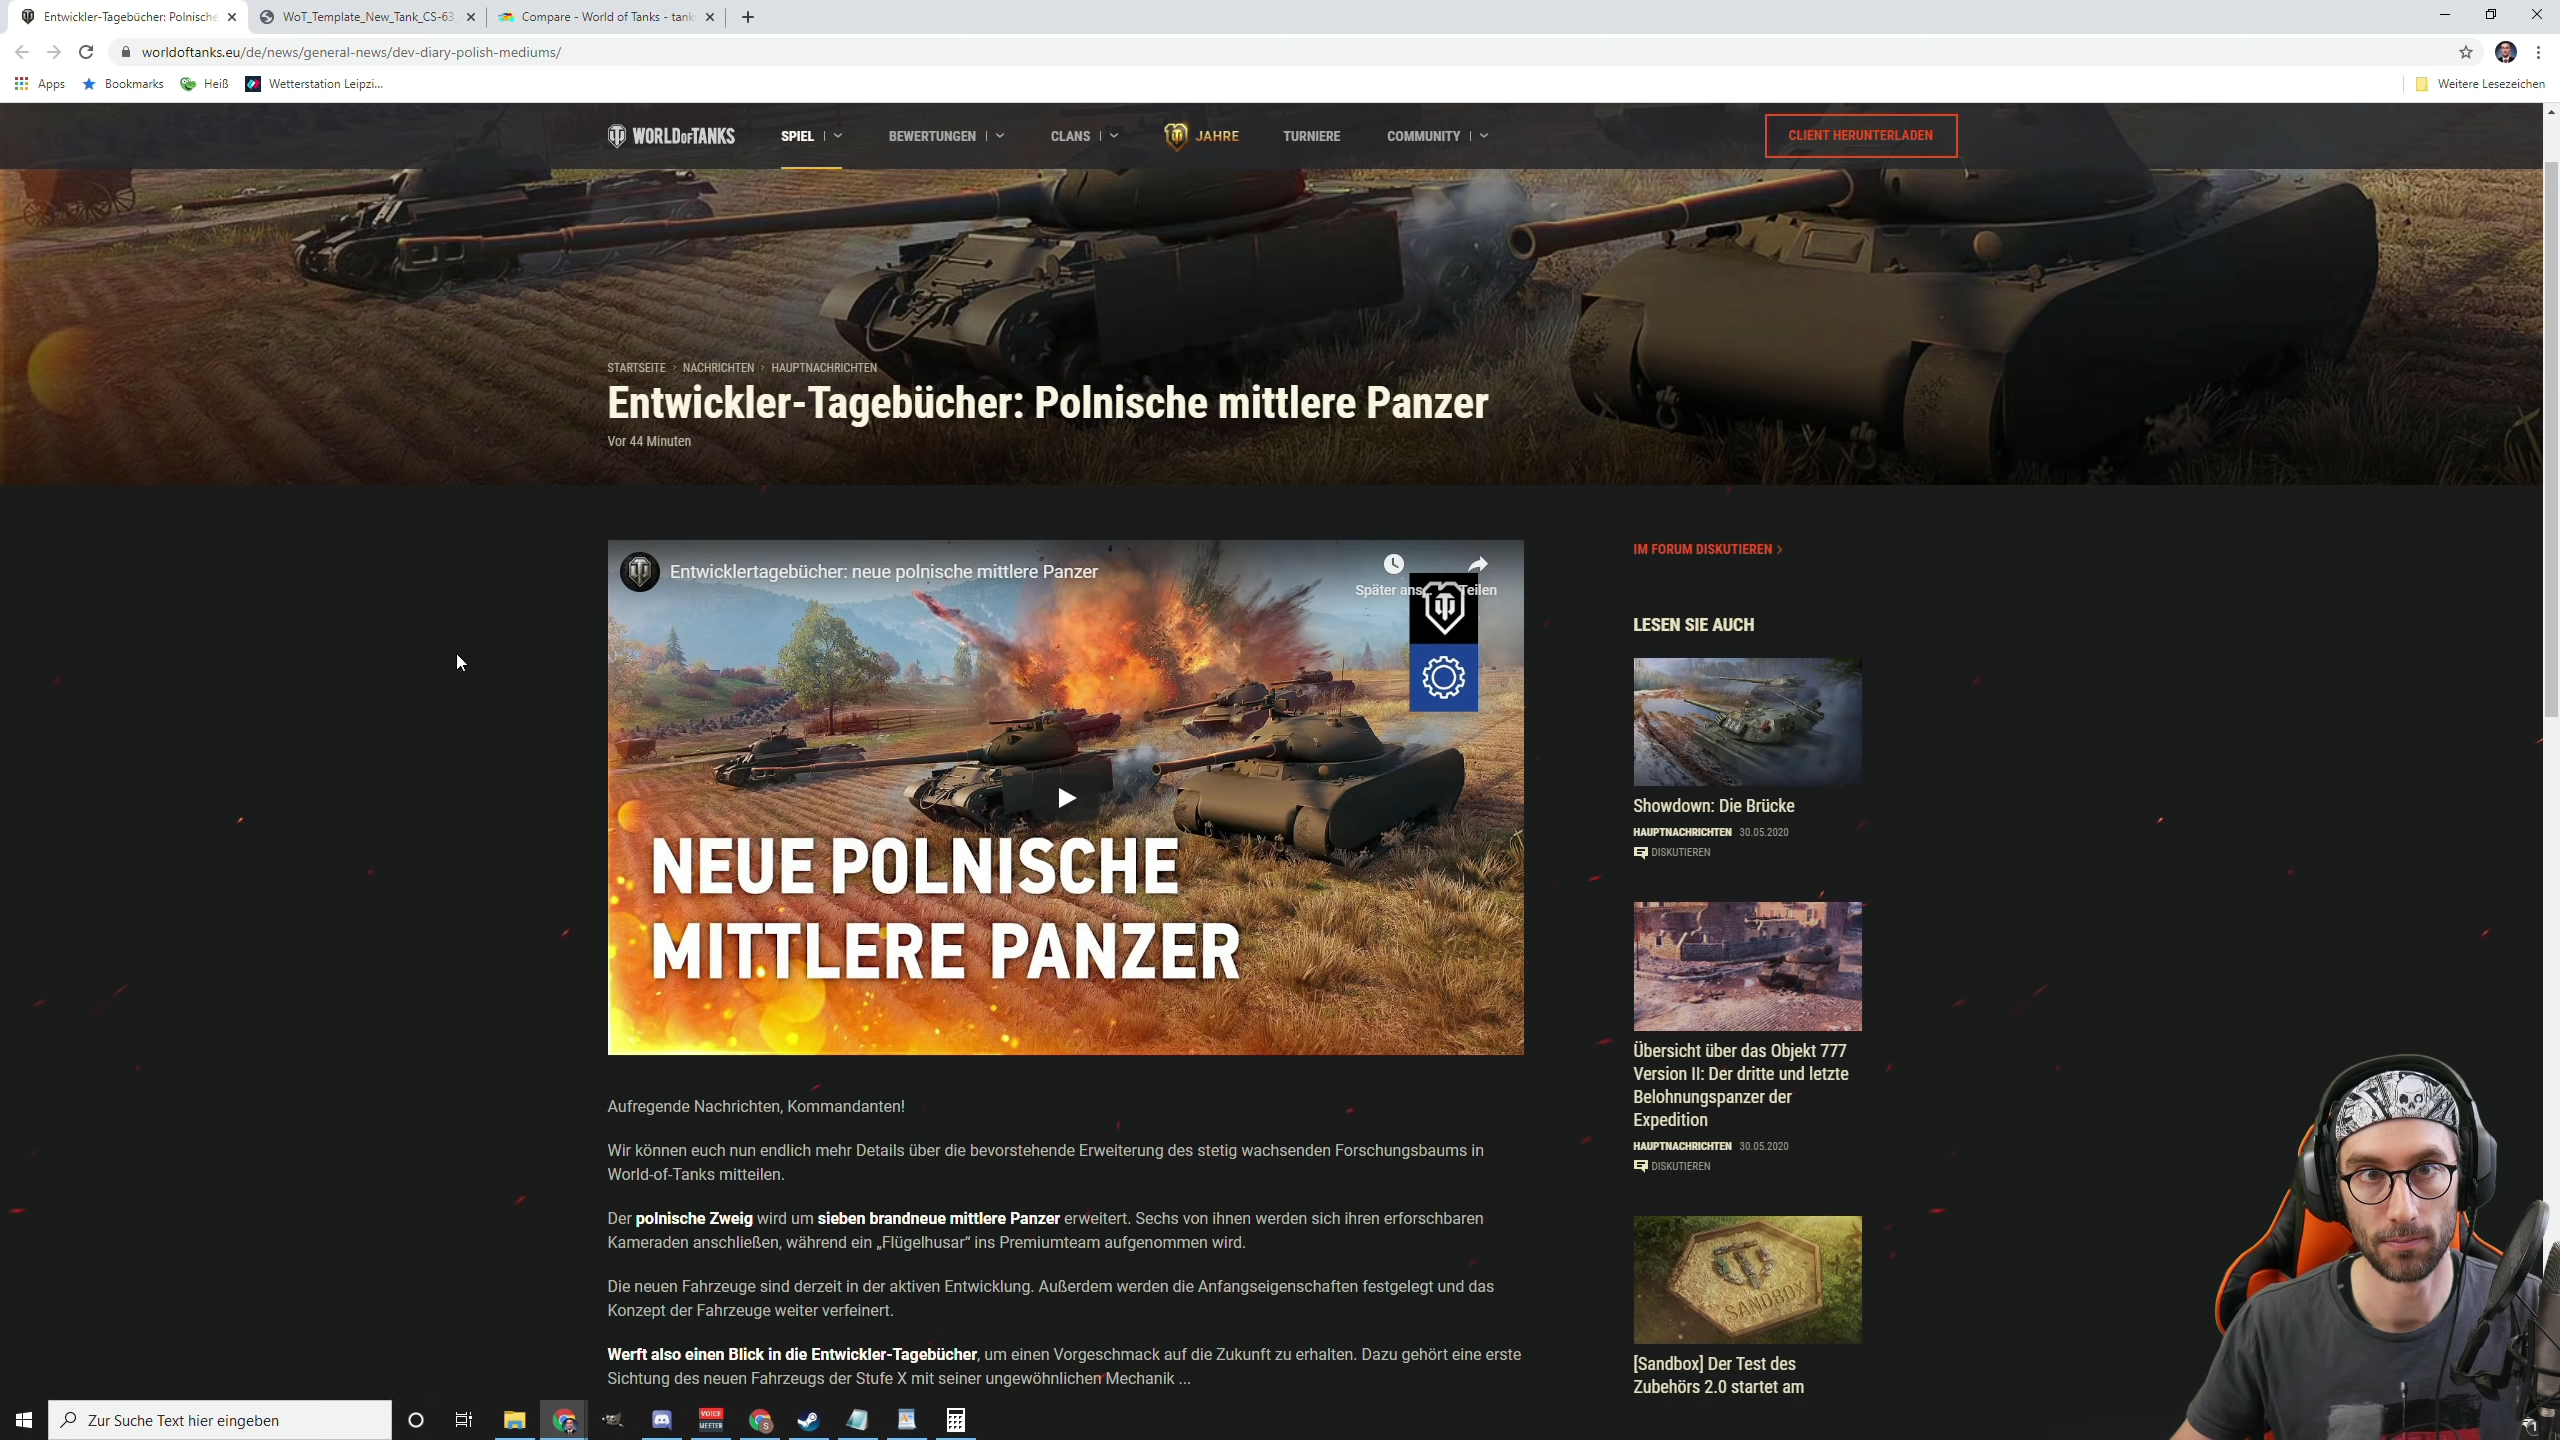 Entwickler-Tagebücher: Polnische
WoT_Template_New_Tank_CS-63
Compare - World of Tanks - tank
worldoftanks.eu/de/news/general-news/dev-diary-polish-mediums/
Apps
Bookmarks
Heiß
Wetterstation Leipzi...
Weitere Lesezeichen
WORLD OF TANKS
SPIEL
BEWERTUNGEN
CLANS
JAHRE
TURNIERE
COMMUNITY
CLIENT HERUNTERLADEN
STARTSEITE > NACHRICHTEN > HAUPTNACHRICHTEN
Entwickler-Tagebücher: Polnische mittlere Panzer
Vor 44 Minuten
Entwicklertagebücher: neue polnische mittlere Panzer
Später ans...
Teilen
NEUE POLNISCHE
MITTLERE PANZER
Aufregende Nachrichten, Kommandanten!
Wir können euch nun endlich mehr Details über die bevorstehende Erweiterung des stetig wachsenden Forschungsbaums in
World-of-Tanks mitteilen.
Der polnische Zweig wird um sieben brandneue mittlere Panzer erweitert. Sechs von ihnen werden sich ihren erforschbaren
Kameraden anschließen, während ein „Flügelhusar“ ins Premiumteam aufgenommen wird.
Die neuen Fahrzeuge sind derzeit in der aktiven Entwicklung. Außerdem werden die Anfangseigenschaften festgelegt und das
Konzept der Fahrzeuge weiter verfeinert.
Werft also einen Blick in die Entwickler-Tagebücher, um einen Vorgeschmack auf die Zukunft zu erhalten. Dazu gehört eine erste
Sichtung des neuen Fahrzeugs der Stufe X mit seiner ungewöhnlichen Mechanik ...
IM FORUM DISKUTIEREN >
LESEN SIE AUCH
Showdown: Die Brücke
HAUPTNACHRICHTEN 30.05.2020
DISKUTIEREN
Übersicht über das Objekt 777
Version II: Der dritte und letzte
Belohnungspanzer der
Expedition
HAUPTNACHRICHTEN 30.05.2020
DISKUTIEREN
SANDBOX
[Sandbox] Der Test des
Zubehörs 2.0 startet am
Zur Suche Text hier eingeben
VOICE
MEETER